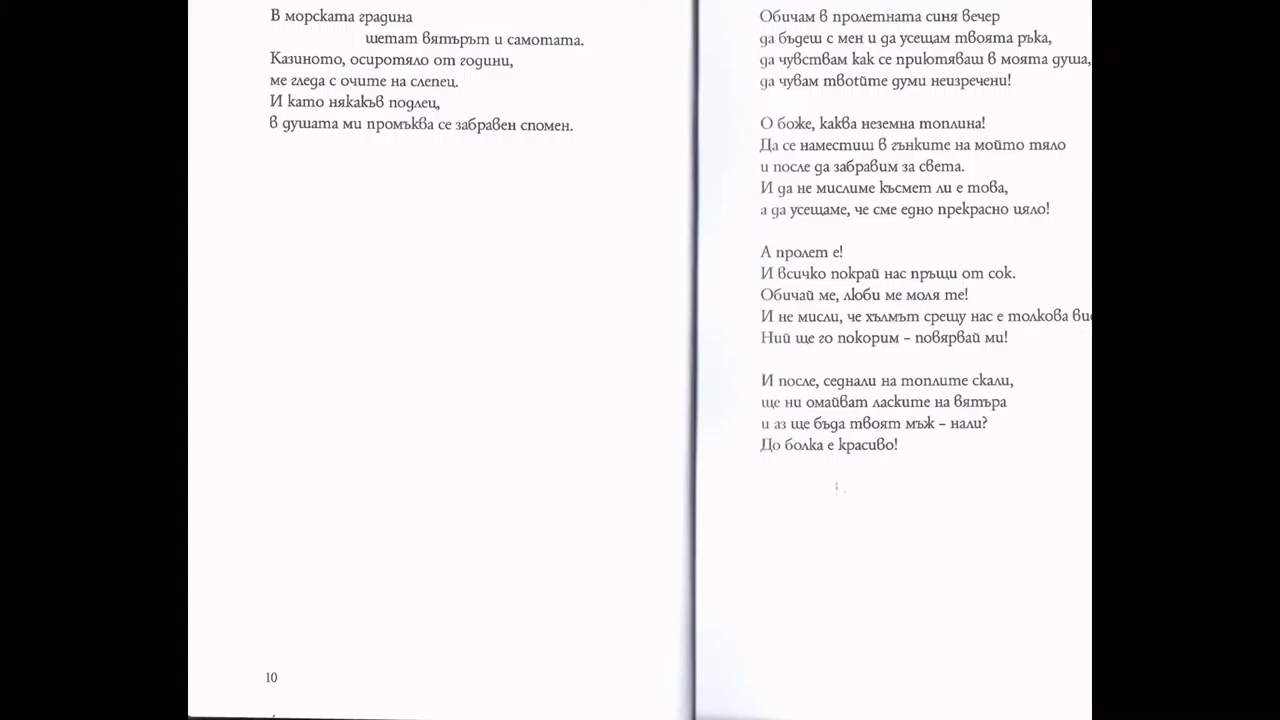 В морската градина
шетат вятърът и самотата.
Казиното, осиротяло от години,
ме гледа с очите на слепец.
И като някакъв подлец,
в душата ми промъква се забравен спомен.
10
Обичам в пролетната синя вечер
да бъдеш с мен и да усещам твоята ръка,
да чувствам как се приютяваш в моята душа,
да чувам твойте думи неизречени!
О боже, каква неземна топлина!
Да се наместиш в гънките на мойто тяло
и после да забравим за света.
И да не мислиме късмет ли е това,
а да усещаме, че сме едно прекрасно цяло!
А пролет е!
И всичко покрай нас пръщи от сок.
Обичай ме, люби ме моля те!
И не мисли, че хълмът срещу нас е толкова
Ний ще го покорим – повярвай ми!
И после, седнали на топлите скали,
ще ни омайват ласките на вятъра
и аз ще бъда твоят мъж – нали?
До болка е красиво!